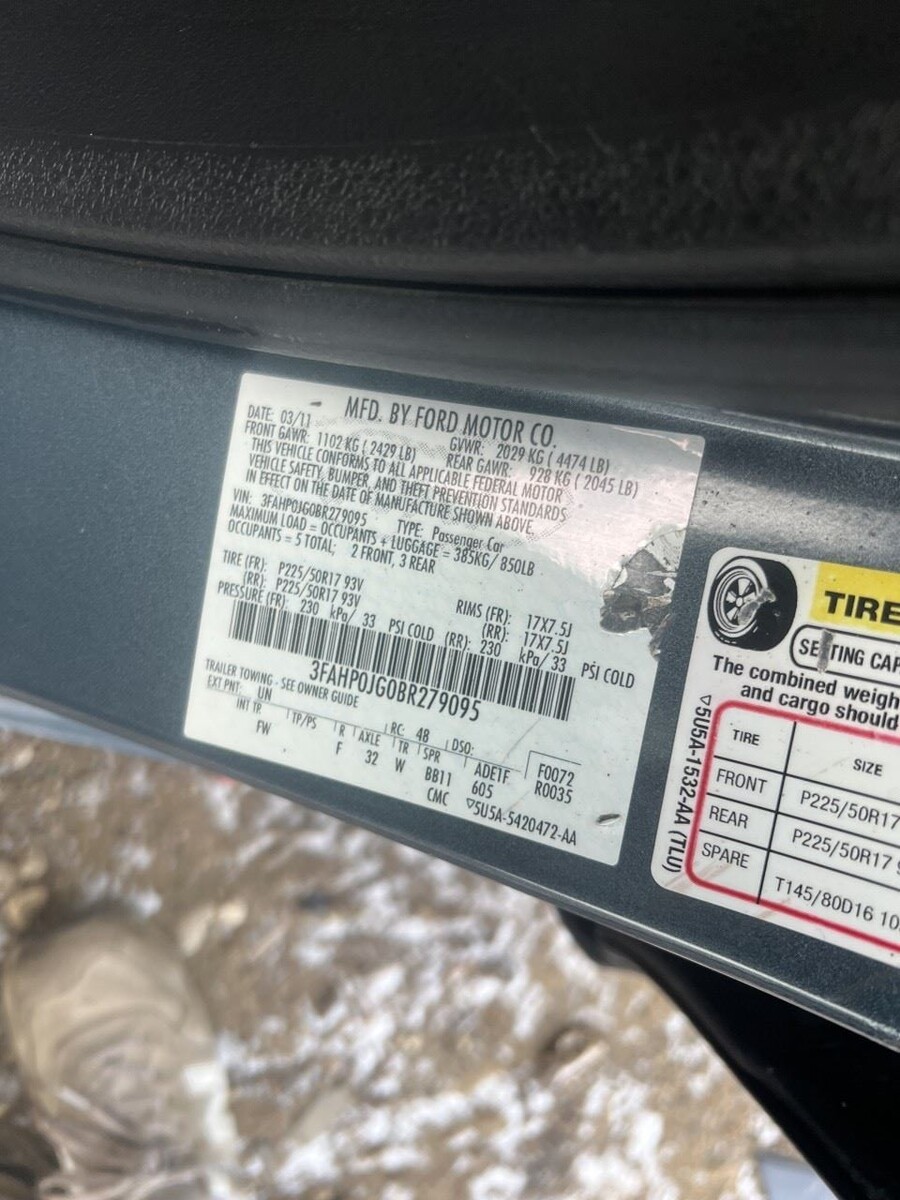 MFD. BY FORD MOTOR CO.
DATE: 03/11 GVWR: 2029 KG ( 4474 LB)
FRONT GAWR: 1102 KG ( 2429 LB) REAR GAWR: 928 KG ( 2045 LB)
THIS VEHICLE CONFORMS TO ALL APPLICABLE FEDERAL MOTOR
VEHICLE SAFETY, BUMPER, AND THEFT PREVENTION STANDARDS
IN EFFECT ON THE DATE OF MANUFACTURE SHOWN ABOVE.
VIN: 3FAHP0JG0BR279095 TYPE: Passenger Car
MAXIMUM LOAD = OCCUPANTS + LUGGAGE = 385KG/ 850LB
OCCUPANTS = 5 TOTAL; 2 FRONT, 3 REAR
TIRE (FR): P225/50R17 93V RIMS (FR): 17X7.5J
(RR): P225/50R17 93V (RR): 17X7.5J
PRESSURE (FR): 230 kPa/ 33 PSI COLD (RR): 230 kPa/ 33 PSI COLD
3FAHP0JG0BR279095
TRAILER TOWING - SEE OWNER GUIDE
EXT PNT: UN RC: 48 DSO: F0072
INT TR TP/PS R AXLE TR SPR ADE1F R0035
FW F 32 W BB11 605
CMC ▽5U5A-5420472-AA
TIRE
SE TING CAP
The combined weigh
and cargo should
TIRE SIZE
FRONT P225/50R17
REAR P225/50R17 9
SPARE T145/80D16 10
▽5U5A-1532-AA (TLU)